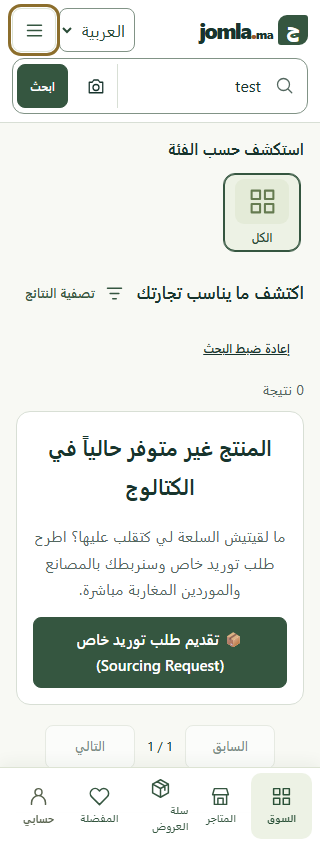 ج jomla.ma
العربية
test
ابحث
استكشف حسب الفئة
الكل
اكتشف ما يناسب تجارتك
تصفية النتائج
إعادة ضبط البحث
0 نتيجة
المنتج غير متوفر حالياً في
الكتالوج
ما لقيتيش السلعة لي كتقلب عليها؟ اطرح
طلب توريد خاص وسنربطك بالمصانع
والموردين المغاربة مباشرة.
تقديم طلب توريد خاص
(Sourcing Request)
السابق
1 / 1
التالي
السوق
المتاجر
سلة
العروض
المفضلة
حسابي